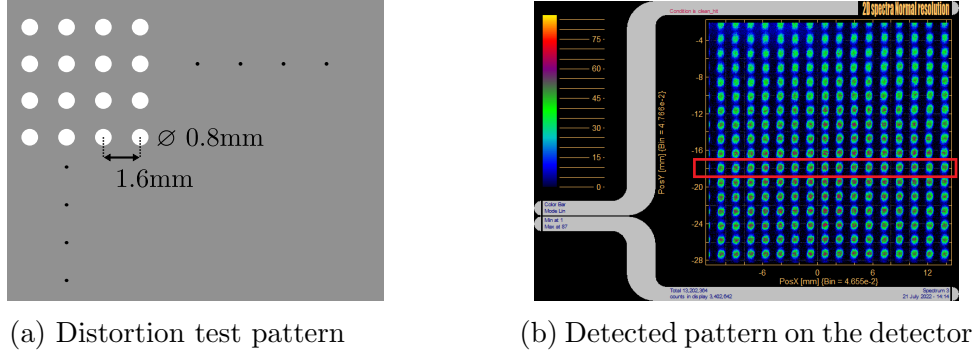 ∅ 0.8mm
1.6mm
(a) Distortion test pattern
Condition is clean_hit
2D spectra Normal resolution
75
60
45
30
15
0
Color Bar
Mode Lin
Min at 1
Max at 87
PosY [mm] {Bin = 4.766e-2}
-4
-8
-12
-16
-19
-21
-25
-28
-6
0
6
12
PosX [mm] {Bin = 4.655e-2}
Total 13,202,364
counts in display 3,462,642
Spectrum 3
21 July 2022 - 14:14
(b) Detected pattern on the detector